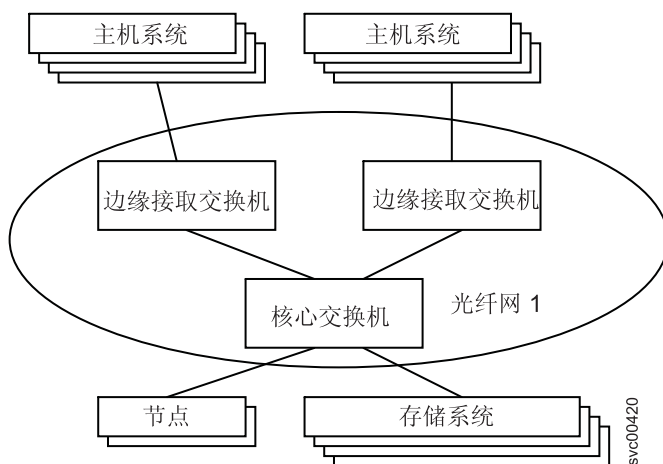 主机系统
主机系统
边缘接取交换机
边缘接取交换机
核心交换机
光纤网 1
节点
存储系统
svc00420